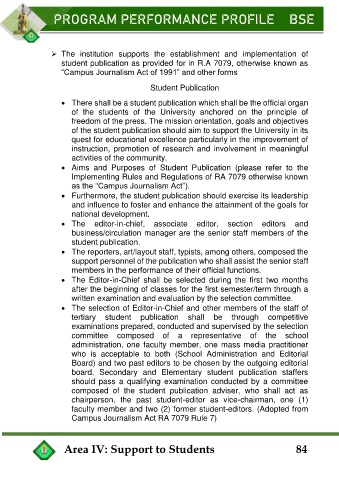 PROGRAM PERFORMANCE PROFILE BSE
➢ The institution supports the establishment and implementation of
student publication as provided for in R.A 7079, otherwise known as
“Campus Journalism Act of 1991” and other forms
Student Publication
• There shall be a student publication which shall be the official organ
of the students of the University anchored on the principle of
freedom of the press. The mission orientation, goals and objectives
of the student publication should aim to support the University in its
quest for educational excellence particularly in the improvement of
instruction, promotion of research and involvement in meaningful
activities of the community.
• Aims and Purposes of Student Publication (please refer to the
Implementing Rules and Regulations of RA 7079 otherwise known
as the “Campus Journalism Act”).
• Furthermore, the student publication should exercise its leadership
and influence to foster and enhance the attainment of the goals for
national development.
• The editor-in-chief, associate editor, section editors and
business/circulation manager are the senior staff members of the
student publication.
• The reporters, art/layout staff, typists, among others, composed the
support personnel of the publication who shall assist the senior staff
members in the performance of their official functions.
• The Editor-in-Chief shall be selected during the first two months
after the beginning of classes for the first semester/term through a
written examination and evaluation by the selection committee.
• The selection of Editor-in-Chief and other members of the staff of
tertiary student publication shall be through competitive
examinations prepared, conducted and supervised by the selection
committee composed of a representative of the school
administration, one faculty member, one mass media practitioner
who is acceptable to both (School Administration and Editorial
Board) and two past editors to be chosen by the outgoing editorial
board. Secondary and Elementary student publication staffers
should pass a qualifying examination conducted by a committee
composed of the student publication adviser, who shall act as
chairperson, the past student-editor as vice-chairman, one (1)
faculty member and two (2) former student-editors. (Adopted from
Campus Journalism Act RA 7079 Rule 7)
Area IV: Support to Students 84